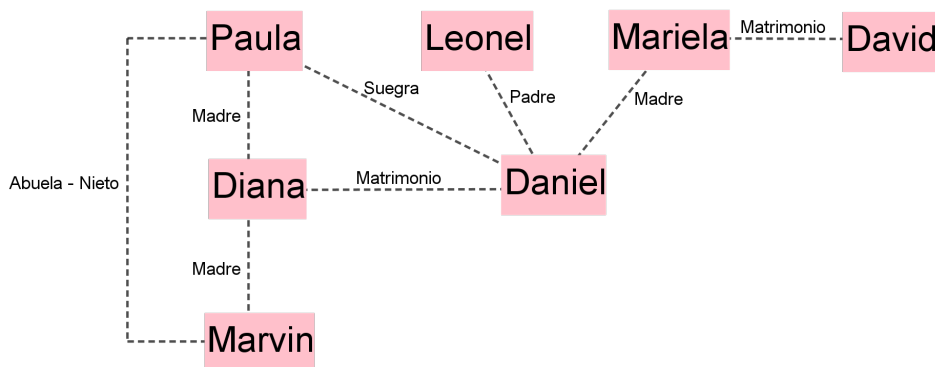 Paula
Leonel
Mariela
Matrimonio
David
Suegra
Padre
Madre
Madre
Abuela - Nieto
Diana
Matrimonio
Daniel
Madre
Marvin